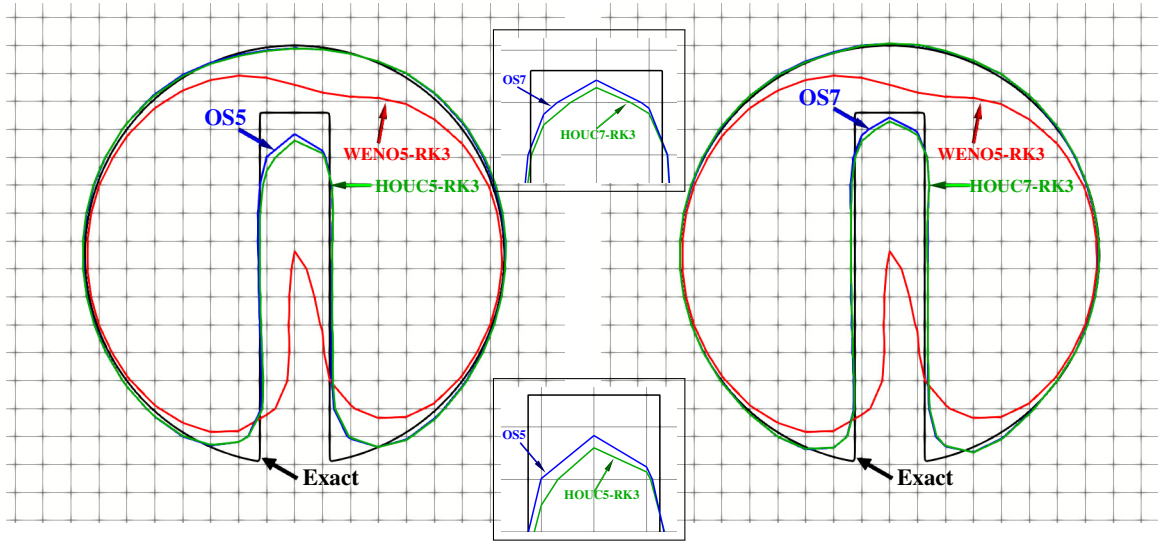 OS5
WENO5-RK3
HOUC5-RK3
Exact
OS7
HOUC7-RK3
OS5
HOUC5-RK3
OS7
WENO5-RK3
HOUC7-RK3
Exact